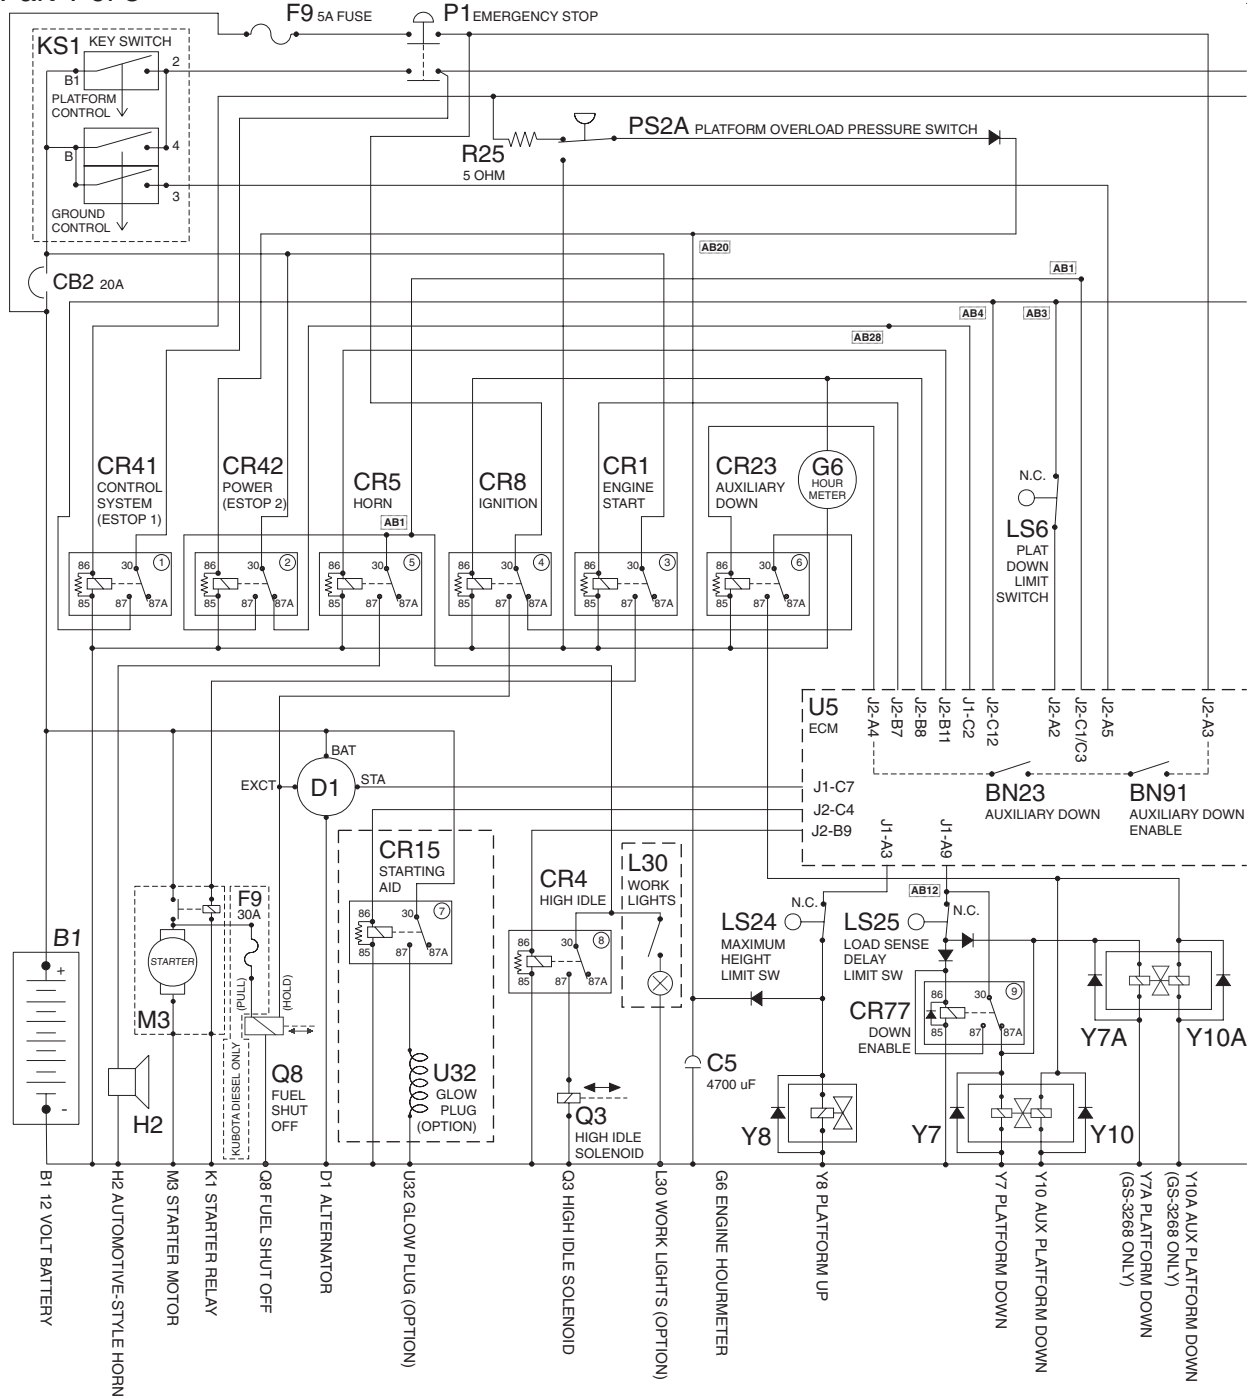 F9 5A FUSE
P1 EMERGENCY STOP
KS1 KEY SWITCH
2
B1
PLATFORM
CONTROL
4
B
3
GROUND
CONTROL
PS2A PLATFORM OVERLOAD PRESSURE SWITCH
R25
5 OHM
AB20
CB2 20A
AB1
AB4
AB3
AB28
CR41
CONTROL
SYSTEM
(ESTOP 1)
CR42
POWER
(ESTOP 2)
CR5
HORN
AB1
CR8
IGNITION
CR1
ENGINE
START
CR23
AUXILIARY
DOWN
G6
HOUR
METER
N.C.
LS6
PLAT
DOWN
LIMIT
SWITCH
86 30 1
85 87 87A
86 30 2
85 87 87A
86 30 5
85 87 87A
86 30 4
85 87 87A
86 30 3
85 87 87A
86 30 6
85 87 87A
U5
ECM
J2-A4
J2-B7
J2-B8
J2-B11
J1-C2
J2-C12
J2-A2
J2-C1/C3
J2-A5
J2-A3
BAT
EXCT
D1
STA
J1-C7
J2-C4
J2-B9
BN23
AUXILIARY DOWN
BN91
AUXILIARY DOWN
ENABLE
J1-A3
J1-A9
CR15
STARTING
AID
86 30 7
85 87 87A
CR4
HIGH IDLE
86 30 8
85 87 87A
L30
WORK
LIGHTS
AB12
N.C.
LS24
MAXIMUM
HEIGHT
LIMIT SW
N.C.
LS25
LOAD SENSE
DELAY
LIMIT SW
B1
+
-
F9
30A
STARTER
M3
(PULL)
(HOLD)
KUBOTA DIESEL ONLY
H2
Q8
FUEL
SHUT
OFF
U32
GLOW
PLUG
(OPTION)
Q3
HIGH IDLE
SOLENOID
C5
4700 uF
CR77
DOWN
ENABLE
86 30 9
85 87 87A
Y7A
Y10A
Y8
Y7
Y10
B1 12 VOLT BATTERY
H2 AUTOMOTIVE-STYLE HORN
M3 STARTER MOTOR
K1 STARTER RELAY
Q8 FUEL SHUT OFF
D1 ALTERNATOR
U32 GLOW PLUG (OPTION)
Q3 HIGH IDLE SOLENOID
L30 WORK LIGHTS (OPTION)
G6 ENGINE HOURMETER
Y8 PLATFORM UP
Y7 PLATFORM DOWN
Y10 AUX PLATFORM DOWN
Y7A PLATFORM DOWN
(GS-3268 ONLY)
Y10A AUX PLATFORM DOWN
(GS-3268 ONLY)